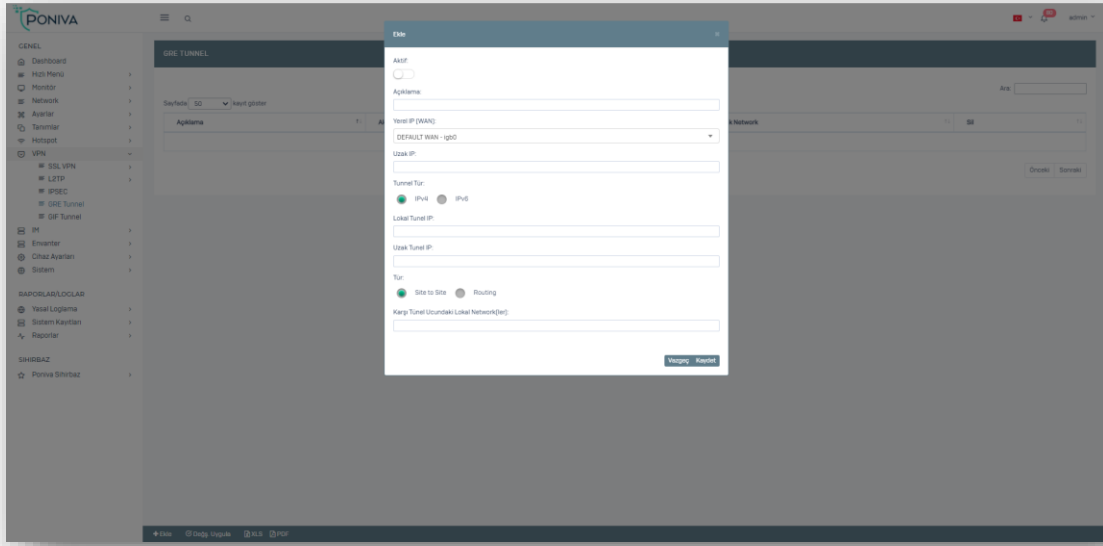 PONIVA
admin
GENEL
Dashboard
Hızlı Menü
Monitör
Network
Ayarlar
Tanımlar
Hotspot
VPN
SSL VPN
L2TP
IPSEC
GRE Tunnel
GIF Tunnel
Envanter
Cihaz Ayarları
Sistem
RAPORLAR/LOGLAR
Yasal Loglama
Sistem Kayıtları
Raporlar
SIHIRBAZ
Poniva Sihirbaz
GRE TUNNEL
Sayfada 50 kayıt göster
Ara:
Açıklama
k Network
Sil
Önceki Sonraki
Ekle
Aktif:
Açıklama:
Yerel IP (WAN):
DEFAULT WAN - igb0
Uzak IP:
Tunnel Tür:
IPv4 IPv6
Lokal Tunel IP:
Uzak Tunel IP:
Tür:
Site to Site Routing
Karşı Tünel Ucundaki Lokal Network(ler):
Vazgeç Kaydet
Ekle Değş. Uygula XLS PDF